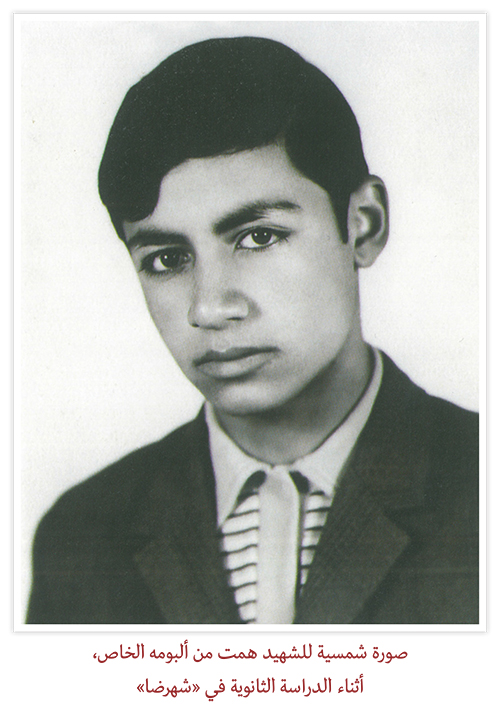 صورة شمسية للشهيد همت من ألبومه الخاص،
أثناء الدراسة الثانوية في «شهرضا»